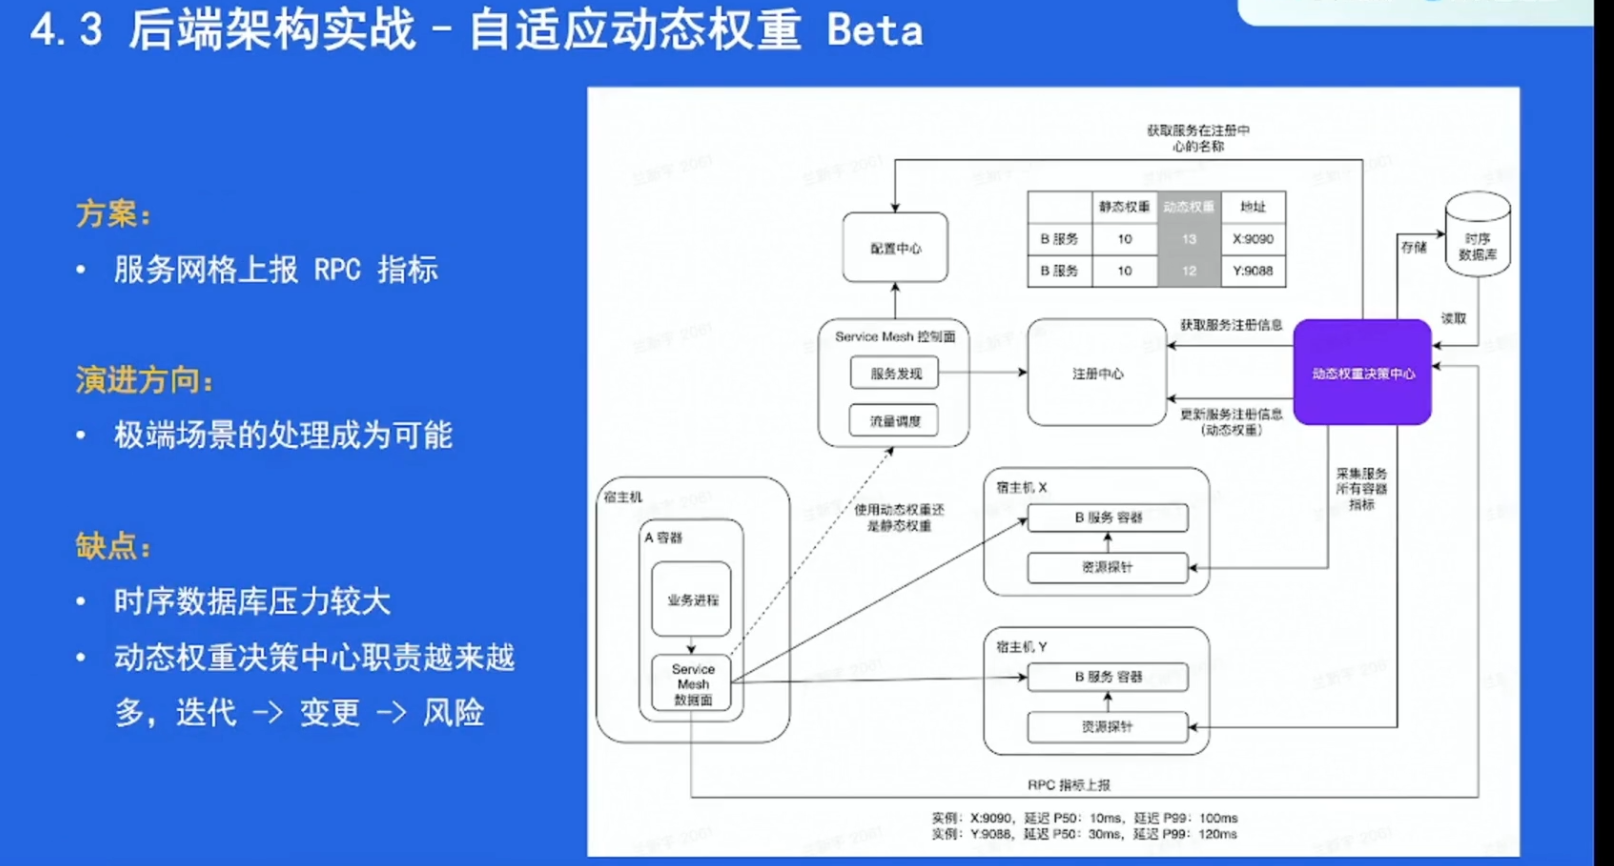 4.3 后端架构实战 - 自适应动态权重 Beta
方案：
• 服务网格上报 RPC 指标
演进方向：
• 极端场景的处理成为可能
缺点：
• 时序数据库压力较大
• 动态权重决策中心职责越来越
多，迭代 -> 变更 -> 风险
获取服务在注册中
心的名称
配置中心
静态权重 动态权重 地址
B 服务 10 13 X:9090
B 服务 10 12 Y:9088
存储
时序
数据库
读取
Service Mesh 控制面
服务发现
流量调度
注册中心
获取服务注册信息
更新服务注册信息
(动态权重)
动态权重决策中心
采集服务
所有容器
指标
使用动态权重还
是静态权重
宿主机
A 容器
业务进程
Service
Mesh
数据面
宿主机 X
B 服务 容器
资源探针
宿主机 Y
B 服务 容器
资源探针
RPC 指标上报
实例：X:9090，延迟 P50：10ms，延迟 P99：100ms
实例：Y:9088，延迟 P50：30ms，延迟 P99：120ms